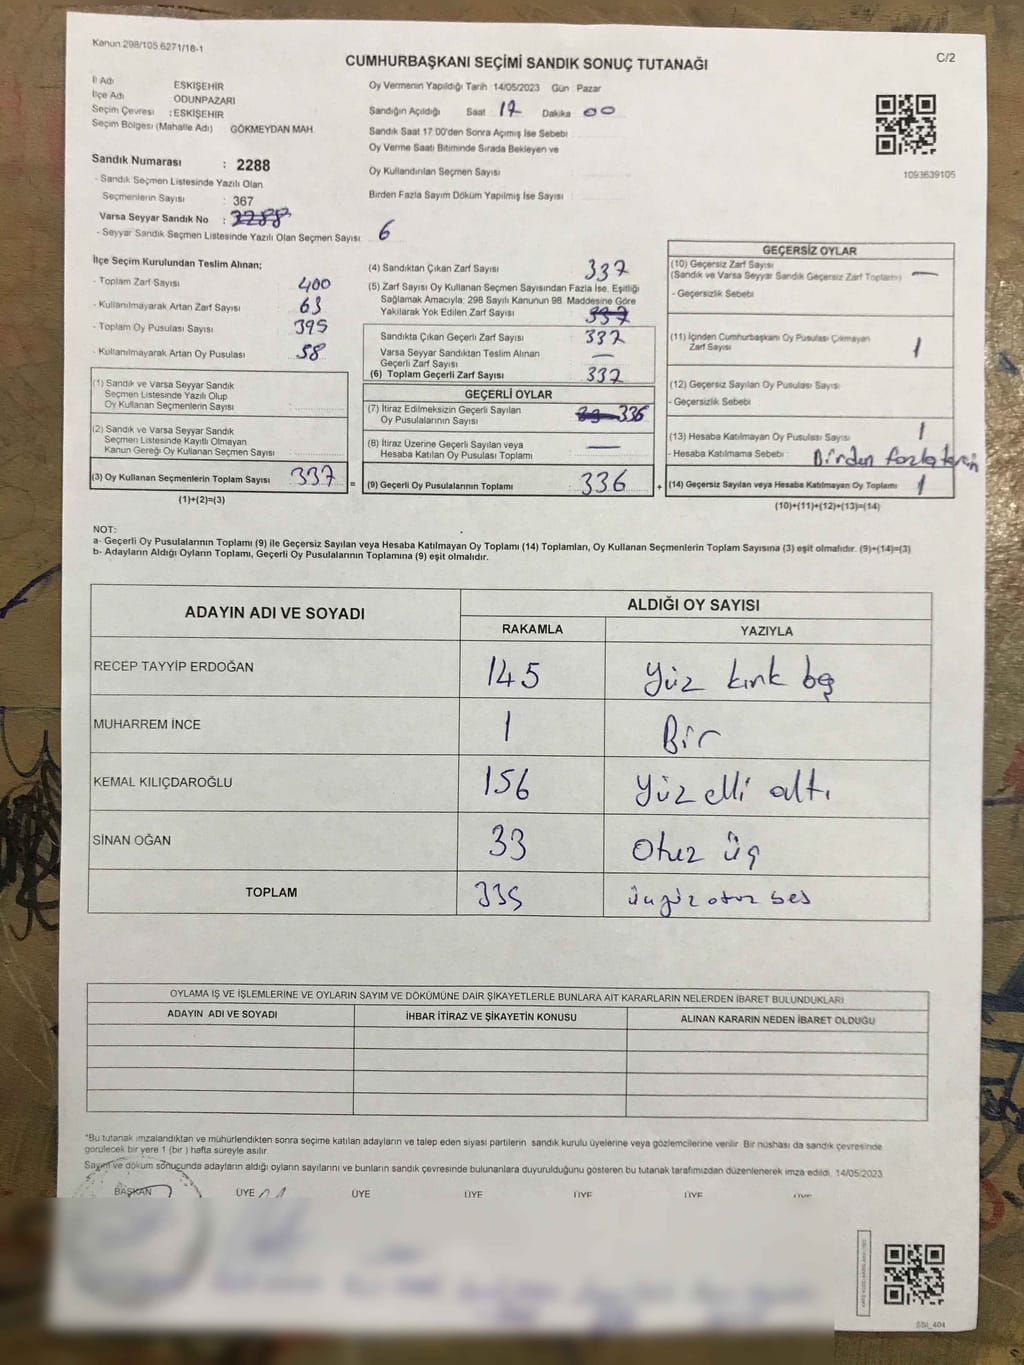 Kanun:298/105 6271/18-1
C/2
CUMHURBAŞKANI SEÇİMİ SANDIK SONUÇ TUTANAĞI
İl Adı ESKİŞEHİR
İlçe Adı ODUNPAZARI
Seçim Çevresi : ESKİŞEHİR
Seçim Bölgesi (Mahalle Adı) GÖKMEYDAN MAH.
Oy Vermenin Yapıldığı Tarih 14/05/2023 Gün Pazar
Sandığın Açıldığı Saat 17 Dakika 00
Sandık Saat 17:00'den Sonra Açımış İse Sebebi
Oy Verme Saati Bitiminde Sırada Bekleyen ve
Oy Kullandırılan Seçmen Sayısı
Birden Fazla Sayım Döküm Yapılmış İse Sayısı
1093639105
Sandık Numarası : 2288
- Sandık Seçmen Listesinde Yazılı Olan
Seçmenlerin Sayısı : 367
Varsa Seyyar Sandık No : 3288
- Seyyar Sandık Seçmen Listesinde Yazılı Olan Seçmen Sayısı 6
İlçe Seçim Kurulundan Teslim Alınan;
- Toplam Zarf Sayısı 400
- Kullanılmayarak Artan Zarf Sayısı 63
- Toplam Oy Pusulası Sayısı 395
- Kullanılmayarak Artan Oy Pusulası 58
(1) Sandık ve Varsa Seyyar Sandık
Seçmen Listesinde Yazılı Olup
Oy Kullanan Seçmenlerin Sayısı
(2) Sandık ve Varsa Seyyar Sandık
Seçmen Listesinde Kayıtlı Olmayan
Kanun Gereği Oy Kullanan Seçmen Sayısı
(3) Oy Kullanan Seçmenlerin Toplam Sayısı 337 =
(1)+(2)=(3)
(4) Sandıktan Çıkan Zarf Sayısı 337
(5) Zarf Sayısı Oy Kullanan Seçmen Sayısından Fazla İse, Eşitliği
Sağlamak Amacıyla; 298 Sayılı Kanunun 98. Maddesine Göre
Yakılarak Yok Edilen Zarf Sayısı 337
Sandıkta Çıkan Geçerli Zarf Sayısı 337
Varsa Seyyar Sandıktan Teslim Alınan
Geçerli Zarf Sayısı —
(6) Toplam Geçerli Zarf Sayısı 337
GEÇERLİ OYLAR
(7) İtiraz Edilmeksizin Geçerli Sayılan
Oy Pusulalarının Sayısı 336
(8) İtiraz Üzerine Geçerli Sayılan veya
Hesaba Katılan Oy Pusulası Toplamı —
(9) Geçerli Oy Pusulalarının Toplamı 336 +
GEÇERSİZ OYLAR
(10) Geçersiz Zarf Sayısı
(Sandık ve Varsa Seyyar Sandık Geçersiz Zarf Toplamı) —
- Geçersizlik Sebebi
(11) İçinden Cumhurbaşkanı Oy Pusulası Çıkmayan
Zarf Sayısı 1
(12) Geçersiz Sayılan Oy Pusulası Sayısı
- Geçersizlik Sebebi
(13) Hesaba Katılmayan Oy Pusulası Sayısı 1
- Hesaba Katılmama Sebebi Birden fazla tercih
(14) Geçersiz Sayılan veya Hesaba Katılmayan Oy Toplamı 1
(10)+(11)+(12)+(13)=(14)
NOT:
a- Geçerli Oy Pusulalarının Toplamı (9) ile Geçersiz Sayılan veya Hesaba Katılmayan Oy Toplamı (14) Toplamları, Oy Kullanan Seçmenlerin Toplam Sayısına (3) eşit olmalıdır. (9)+(14)=(3)
b- Adayların Aldığı Oyların Toplamı, Geçerli Oy Pusulalarının Toplamına (9) eşit olmalıdır.
ADAYIN ADI VE SOYADI
ALDIĞI OY SAYISI
RAKAMLA YAZIYLA
RECEP TAYYİP ERDOĞAN 145 Yüz kırk beş
MUHARREM İNCE 1 Bir
KEMAL KILIÇDAROĞLU 156 Yüz elli altı
SİNAN OĞAN 33 Otuz üç
TOPLAM 335 üçyüz otuz beş
OYLAMA İŞ VE İŞLEMLERİNE VE OYLARIN SAYIM VE DÖKÜMÜNE DAİR ŞİKAYETLERLE BUNLARA AİT KARARLARIN NELERDEN İBARET BULUNDUKLARI
ADAYIN ADI VE SOYADI İHBAR İTİRAZ VE ŞİKAYETİN KONUSU ALINAN KARARIN NEDEN İBARET OLDUĞU
*Bu tutanak imzalandıktan ve mühürlendikten sonra seçime katılan adayların ve talep eden siyasi partilerin sandık kurulu üyelerine veya gözlemcilerine verilir. Bir nüshası da sandık çevresinde
görülecek bir yere 1 (bir) hafta süreyle asılır.
Sayım ve döküm sonucunda adayların aldığı oyların sayılarını ve bunların sandık çevresinde bulunanlara duyurulduğunu gösteren bu tutanak tarafımızdan düzenlenerek imza edildi. 14/05/2023
BAŞKAN ÜYE ÜYE ÜYE ÜYE ÜYE ÜYE